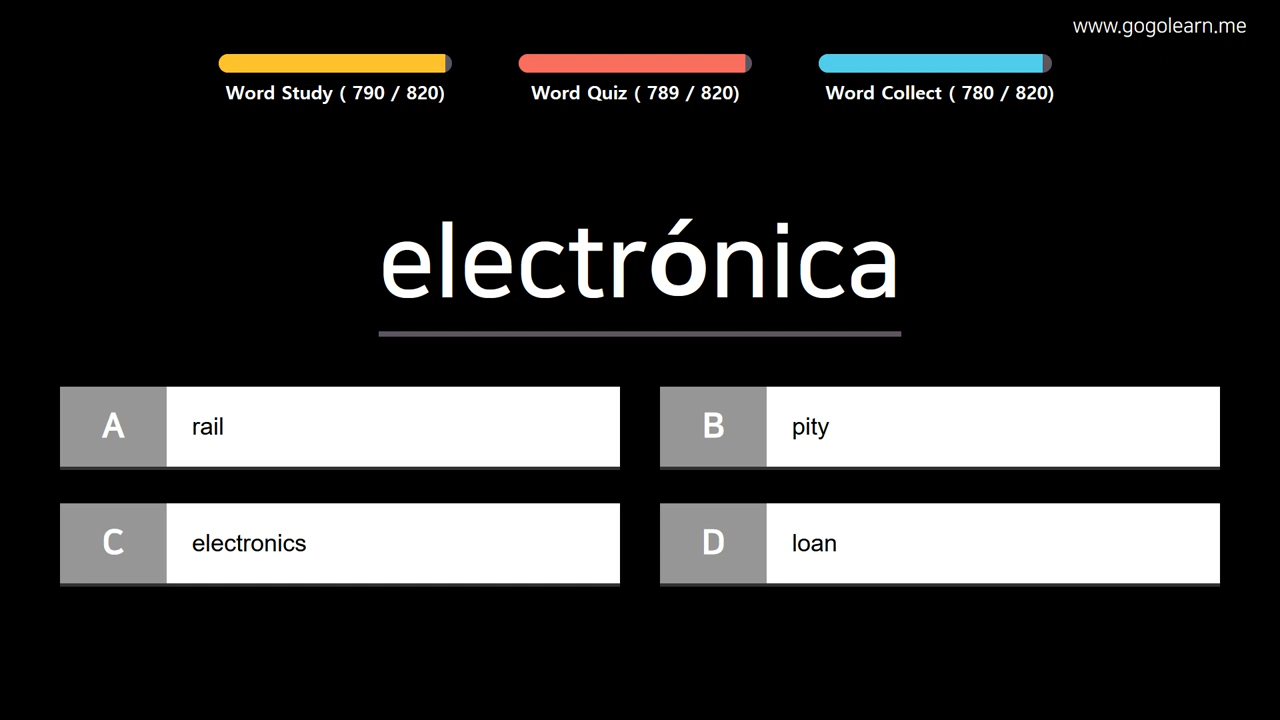 www.gogolearn.me
Word Study ( 790 / 820)
Word Quiz ( 789 / 820)
Word Collect ( 780 / 820)
electrónica
A rail
B pity
C electronics
D loan